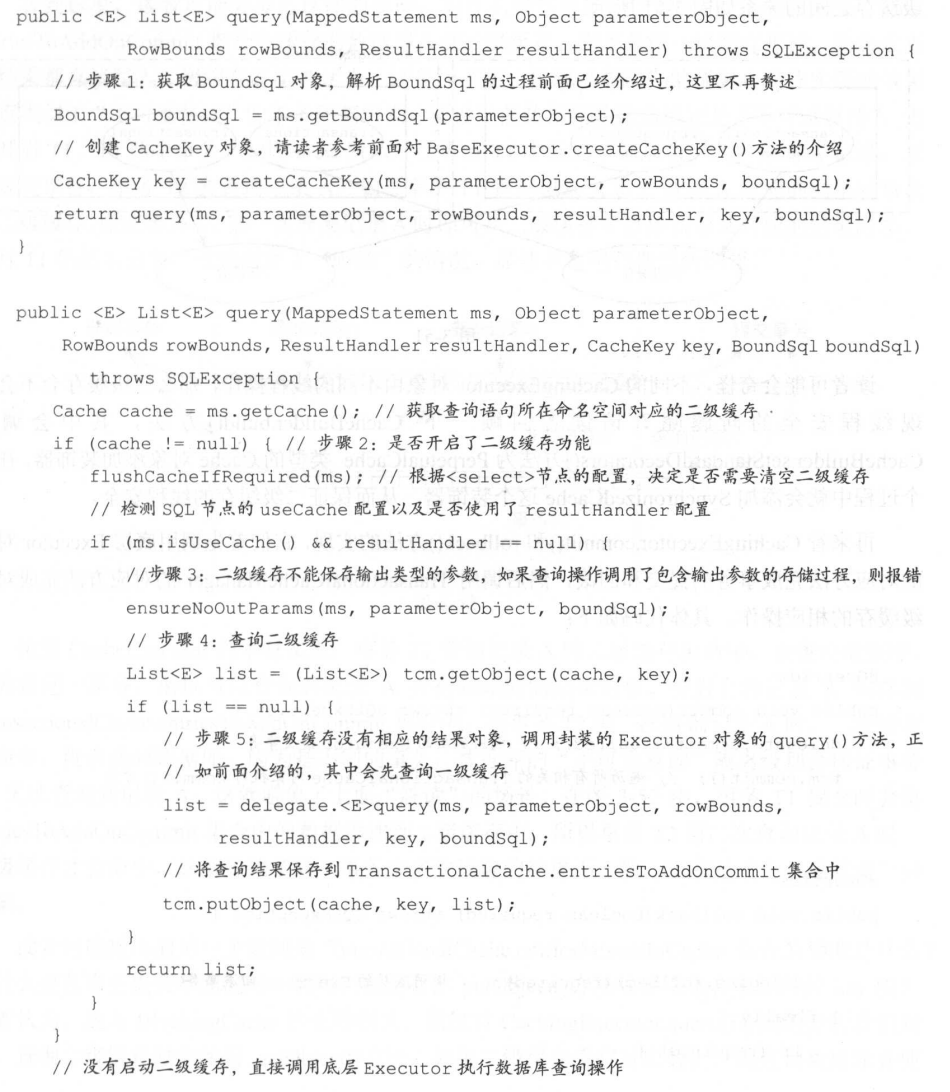 public <E> List<E> query(MappedStatement ms, Object parameterObject,
RowBounds rowBounds, ResultHandler resultHandler) throws SQLException {
// 步骤 1：获取 BoundSql 对象，解析 BoundSql 的过程前面已经介绍过，这里不再赘述
BoundSql boundSql = ms.getBoundSql(parameterObject);
// 创建 CacheKey 对象，请读者参考前面对 BaseExecutor.createCacheKey()方法的介绍
CacheKey key = createCacheKey(ms, parameterObject, rowBounds, boundSql);
return query(ms, parameterObject, rowBounds, resultHandler, key, boundSql);
}
public <E> List<E> query(MappedStatement ms, Object parameterObject,
RowBounds rowBounds, ResultHandler resultHandler, CacheKey key, BoundSql boundSql)
throws SQLException {
Cache cache = ms.getCache(); // 获取查询语句所在命名空间对应的二级缓存
if (cache != null) { // 步骤 2：是否开启了二级缓存功能
flushCacheIfRequired(ms); // 根据<select>节点的配置，决定是否需要清空二级缓存
// 检测 SQL 节点的 useCache 配置以及是否使用了 resultHandler 配置
if (ms.isUseCache() && resultHandler == null) {
//步骤 3：二级缓存不能保存输出类型的参数，如果查询操作调用了包含输出参数的存储过程，则报错
ensureNoOutParams(ms, parameterObject, boundSql);
// 步骤 4：查询二级缓存
List<E> list = (List<E>) tcm.getObject(cache, key);
if (list == null) {
// 步骤 5：二级缓存没有相应的结果对象，调用封装的 Executor 对象的 query()方法，正
// 如前面介绍的，其中会先查询一级缓存
list = delegate.<E>query(ms, parameterObject, rowBounds,
resultHandler, key, boundSql);
// 将查询结果保存到 TransactionalCache.entriesToAddOnCommit 集合中
tcm.putObject(cache, key, list);
}
return list;
}
}
// 没有启动二级缓存，直接调用底层 Executor 执行数据库查询操作